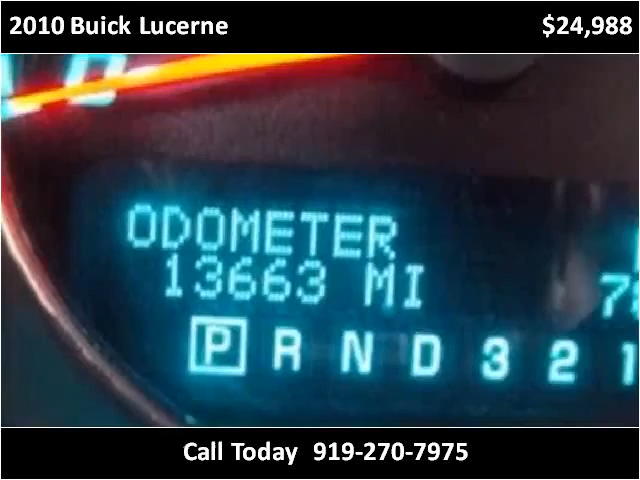 2010 Buick Lucerne $24,988
ODOMETER
13663 MI
P R N D 3 2 1
Call Today 919-270-7975